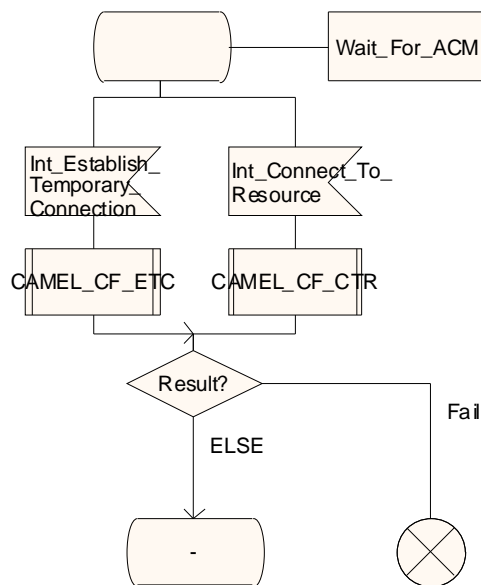 Wait_For_ACM
Int_Establish_
Temporary_
Connection
Int_Connect_To_
Resource
CAMEL_CF_ETC
CAMEL_CF_CTR
Result?
Fail
ELSE
-